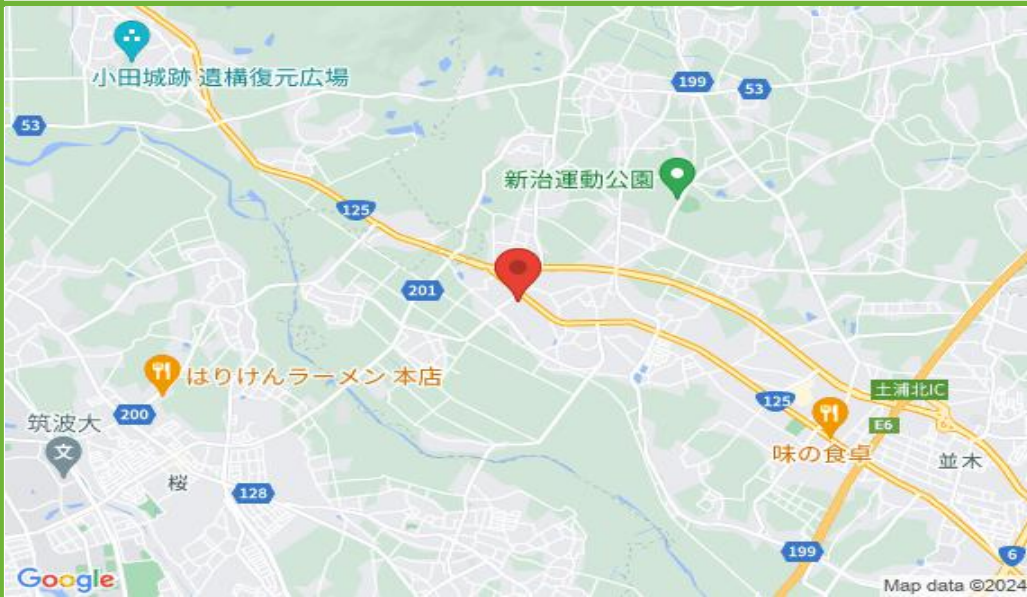 小田城跡 遺構復元広場
199
53
53
新治運動公園
125
201
はりけんラーメン 本店
土浦北IC
125
E6
200
筑波大
味の食卓
並木
桜
128
199
6
Google
Map data ©2024